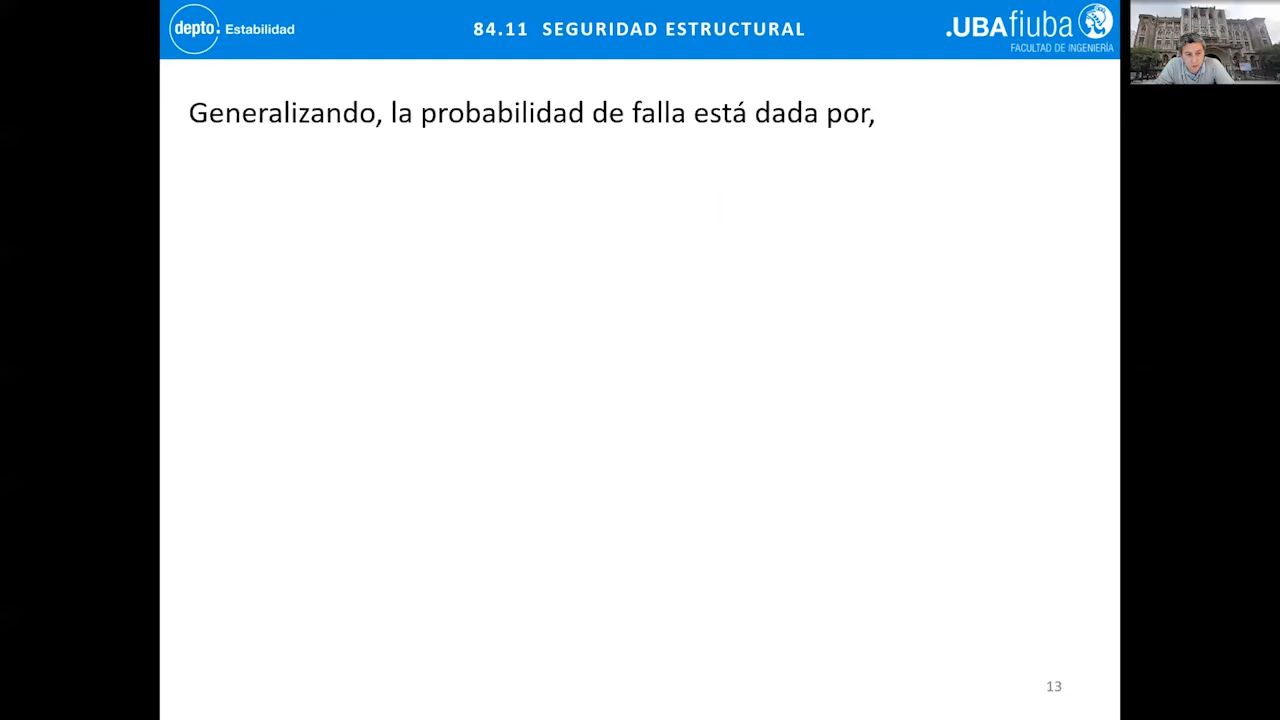 depto. Estabilidad
84.11 SEGURIDAD ESTRUCTURAL
.UBAfiuba
FACULTAD DE INGENIERÍA
Generalizando, la probabilidad de falla está dada por,
13